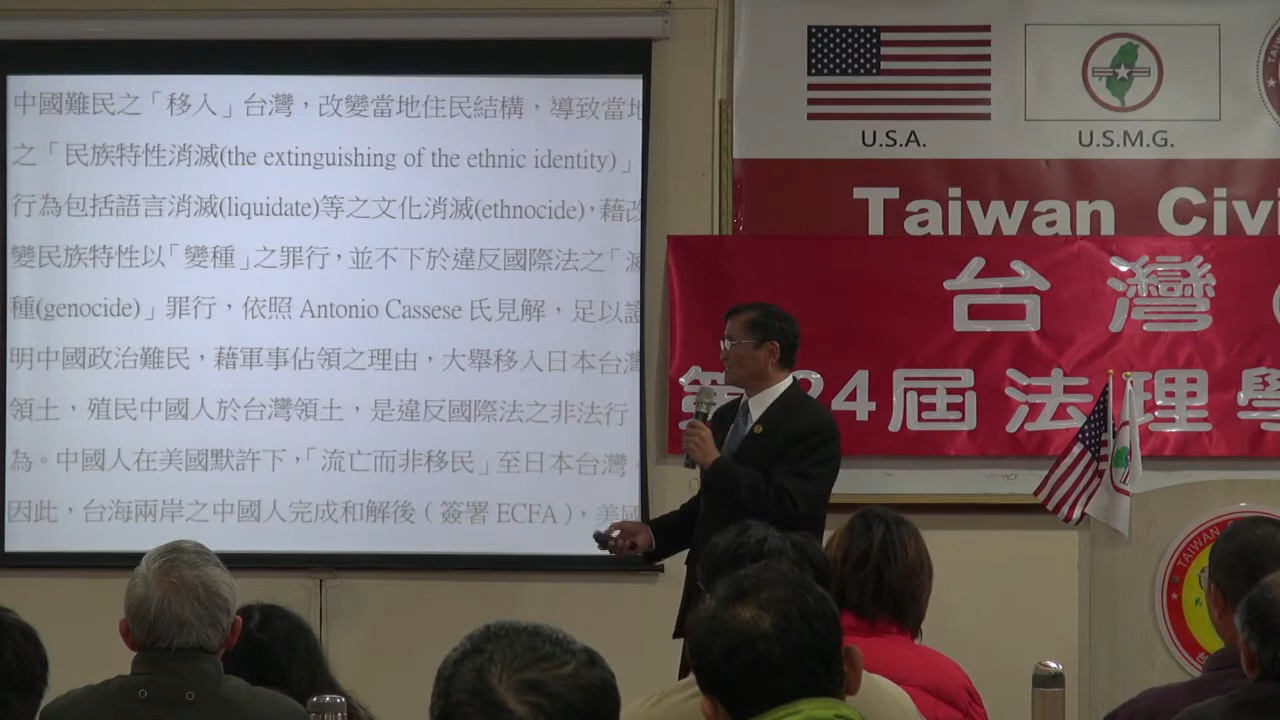 中國難民之「移入」台灣，改變當地住民結構，導致當地
之「民族特性消滅(the extinguishing of the ethnic identity)」
行為包括語言消滅(liquidate)等之文化消滅(ethnocide)，藉改
變民族特性以「變種」之罪行，並不下於違反國際法之「滅
種(genocide)」罪行，依照 Antonio Cassese 氏見解，足以證
明中國政治難民，藉軍事佔領之理由，大舉移入日本台灣
領土，殖民中國人於台灣領土，是違反國際法之非法行
為。中國人在美國默許下，「流亡而非移民」至日本台灣
因此，台海兩岸之中國人完成和解後（簽署 ECFA），美國
U.S.A.
U.S.M.G.
Taiwan Civi
台灣
第24屆法理學
TAIWAN